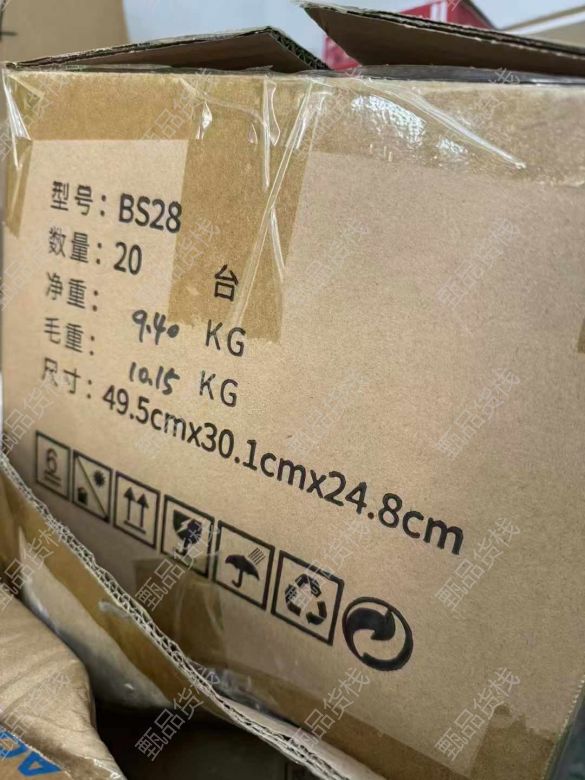 型号：BS28
数量：20 台
净重： 9.40 KG
毛重： 10.15 KG
尺寸：49.5cmx30.1cmx24.8cm
6
甄品货栈